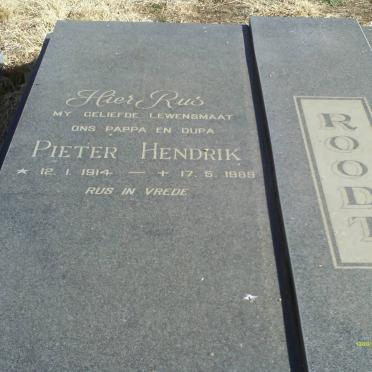 Hier Rus
MY GELIEFDE LEWENSMAAT
ONS PAPPA EN OUPA
PIETER HENDRIK
* 12.1.1914 — + 17.5.1989
RUS IN VREDE
ROODT